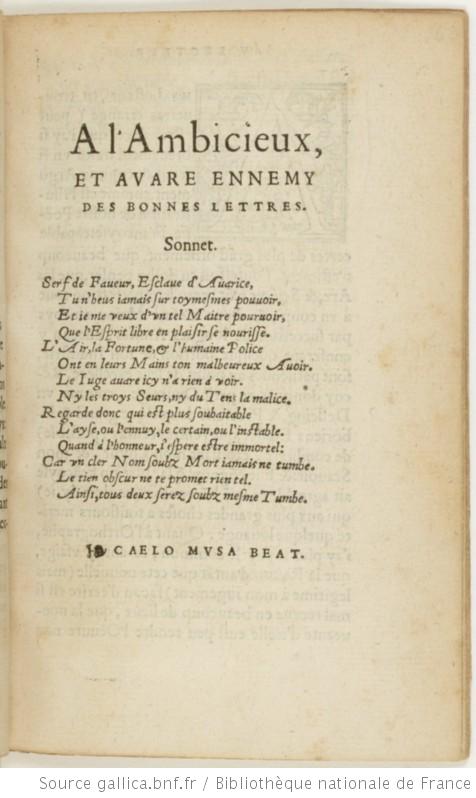 A l'Ambicieux,
ET AVARE ENNEMY
DES BONNES LETTRES.
Sonnet.
Serf de Faueur, Esclaue d'Auarice,
Tu n'heus iamais sur toymesmes pouuoir,
Et ie me veux d'vn tel Maitre pouruoir,
Que l'Esprit libre en plaisir se nourisse.
L'Air, la Fortune, & l'humaine Police
Ont en leurs Mains ton malheureux Auoir.
Le Iuge auare icy n'a rien à voir.
Ny les troys Seurs, ny du Tens la malice.
Regarde donc qui est plus souhaitable
L'ayse, ou l'ennuy, le certain, ou l'instable.
Quand à l'honneur, i'espere estre immortel:
Car vn cler Nom soubz Mort iamais ne tumbe.
Le tien obscur ne te promet rien tel.
Ainsi, tous deux serez soubz mesme Tumbe.
CAELO MVSA BEAT.
Source gallica.bnf.fr / Bibliothèque nationale de France